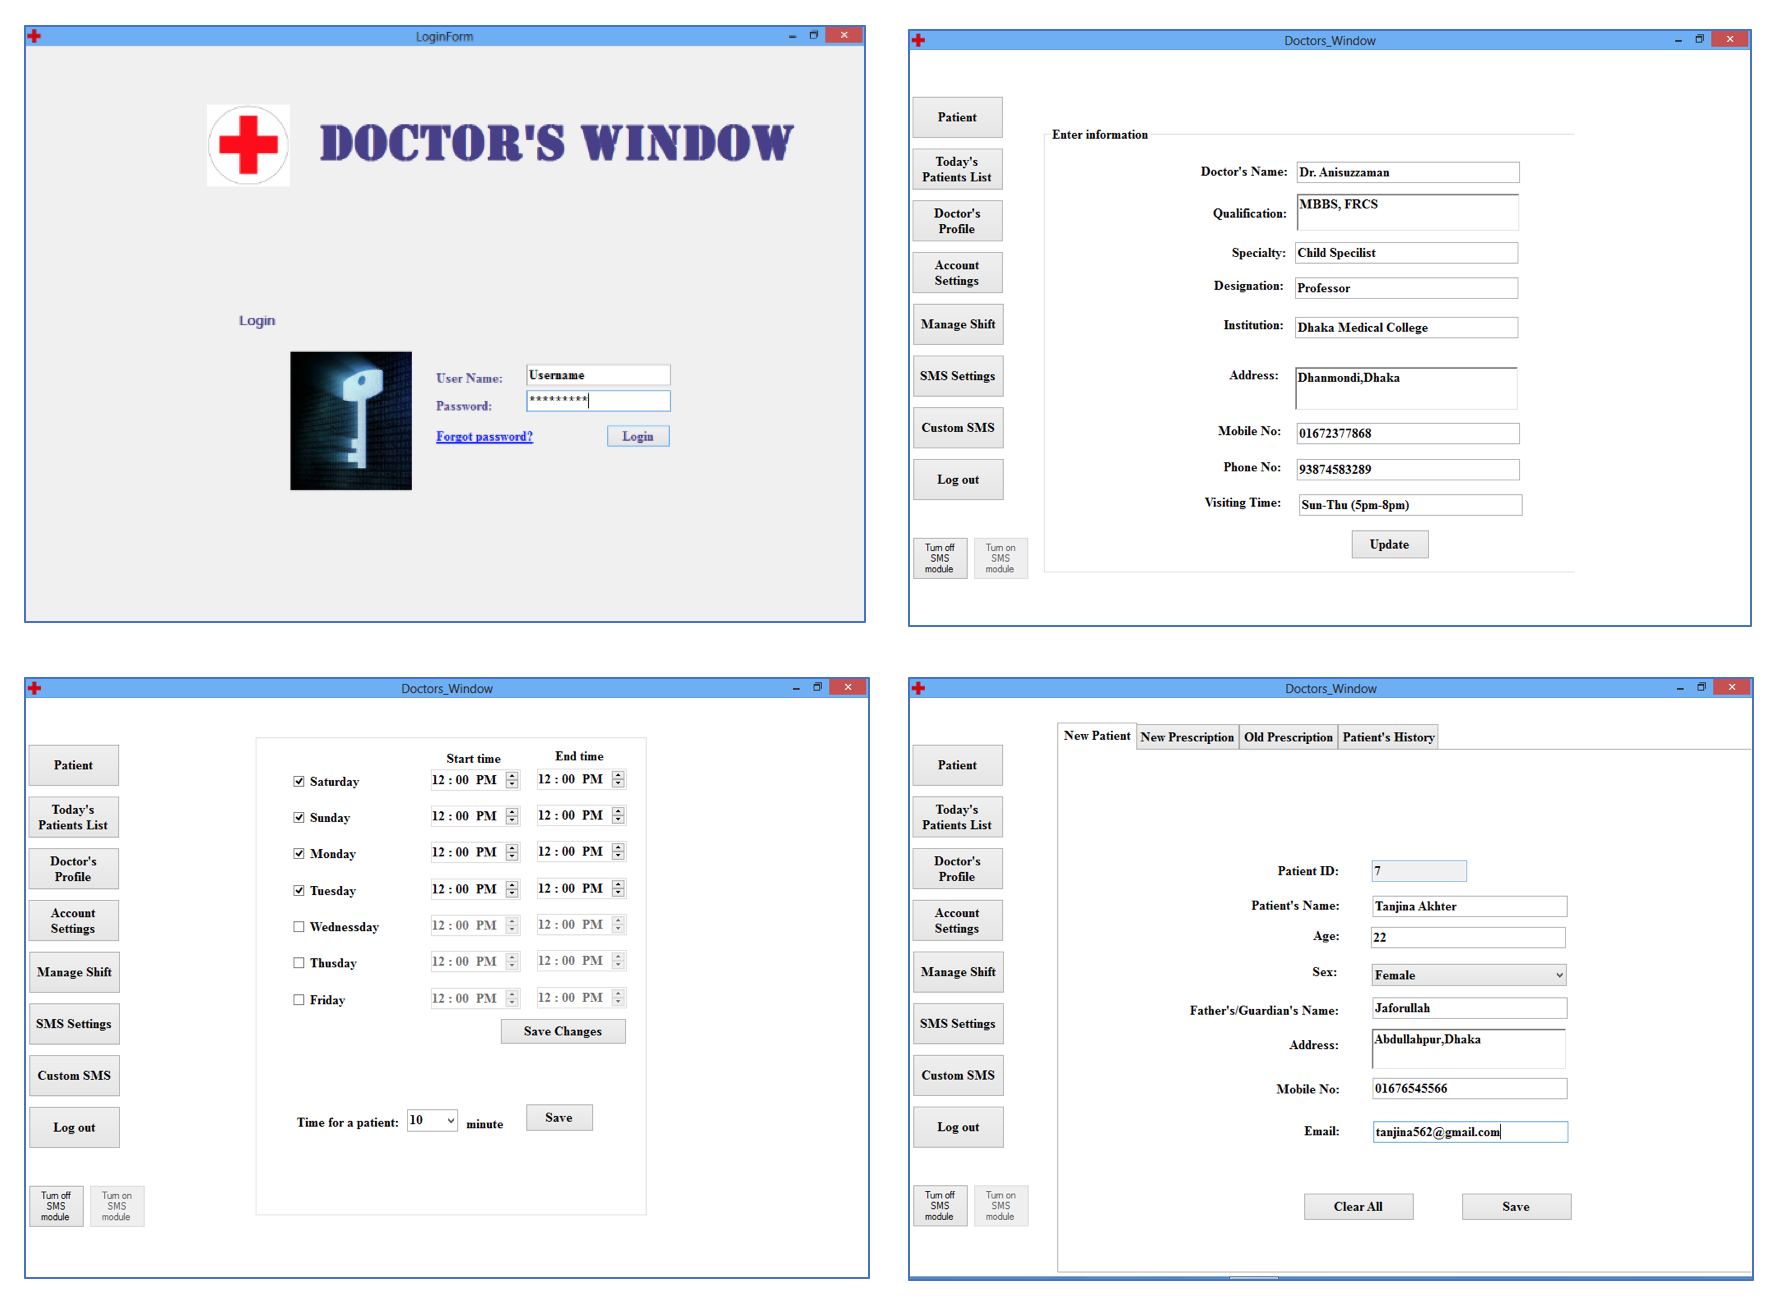 LoginForm
DOCTOR'S WINDOW
Login
User Name: Username
Password: *********
Forgot password? Login
Doctors_Window
Patient
Today's
Patients List
Doctor's
Profile
Account
Settings
Manage Shift
SMS Settings
Custom SMS
Log out
Turn off
SMS
module
Turn on
SMS
module
Enter information
Doctor's Name: Dr. Anisuzzaman
Qualification: MBBS, FRCS
Specialty: Child Specilist
Designation: Professor
Institution: Dhaka Medical College
Address: Dhanmondi,Dhaka
Mobile No: 01672377868
Phone No: 93874583289
Visiting Time: Sun-Thu (5pm-8pm)
Update
Doctors_Window
Patient
Today's
Patients List
Doctor's
Profile
Account
Settings
Manage Shift
SMS Settings
Custom SMS
Log out
Turn off
SMS
module
Turn on
SMS
module
Start time End time
Saturday 12 : 00 PM 12 : 00 PM
Sunday 12 : 00 PM 12 : 00 PM
Monday 12 : 00 PM 12 : 00 PM
Tuesday 12 : 00 PM 12 : 00 PM
Wednessday 12 : 00 PM 12 : 00 PM
Thusday 12 : 00 PM 12 : 00 PM
Friday 12 : 00 PM 12 : 00 PM
Save Changes
Time for a patient: 10 minute Save
Doctors_Window
Patient
Today's
Patients List
Doctor's
Profile
Account
Settings
Manage Shift
SMS Settings
Custom SMS
Log out
Turn off
SMS
module
Turn on
SMS
module
New Patient New Prescription Old Prescription Patient's History
Patient ID: 7
Patient's Name: Tanjina Akhter
Age: 22
Sex: Female
Father's/Guardian's Name: Jaforullah
Address: Abdullahpur,Dhaka
Mobile No: 01676545566
Email: tanjina562@gmail.com
Clear All Save